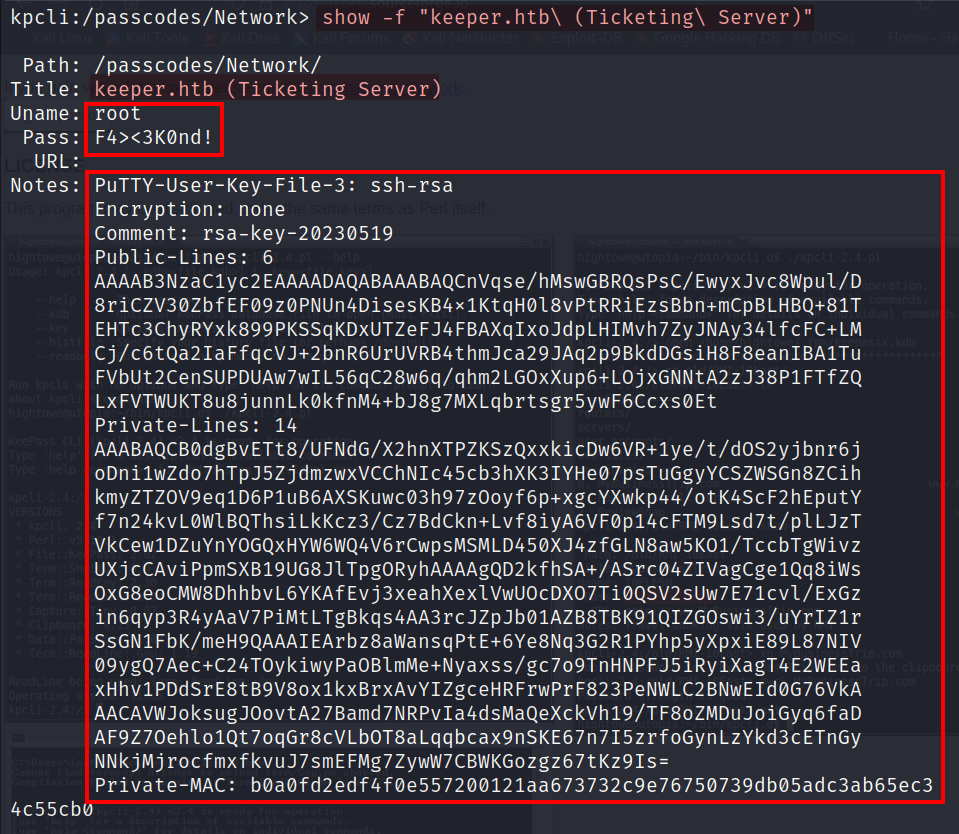 kpcli:/passcodes/Network> show -f "keeper.htb\ (Ticketing\ Server)"
Path: /passcodes/Network/
Title: keeper.htb (Ticketing Server)
Uname: root
Pass: F4><3K0nd!
URL:
Notes: PuTTY-User-Key-File-3: ssh-rsa
Encryption: none
Comment: rsa-key-20230519
Public-Lines: 6
AAAAB3NzaC1yc2EAAAADAQABAAABAQCnVqse/hMswGBRQsPsC/EwyxJvc8Wpul/D
8riCZV30ZbfEF09z0PNUn4DisesKB4×1KtqH0l8vPtRRiEzsBbn+mCpBLHBQ+81T
EHTc3ChyRYxk899PKSSqKDxUTZeFJ4FBAXqIxoJdpLHIMvh7ZyJNAy34lfcFC+LM
Cj/c6tQa2IaFfqcVJ+2bnR6UrUVRB4thmJca29JAq2p9BkdDGsiH8F8eanIBA1Tu
FVbUt2CenSUPDUAw7wIL56qC28w6q/qhm2LGOxXup6+LOjxGNNtA2zJ38P1FTfZQ
LxFVTWUKT8u8junnLk0kfnM4+bJ8g7MXLqbrtsgr5ywF6Ccxs0Et
Private-Lines: 14
AAABAQCB0dgBvETt8/UFNdG/X2hnXTPZKSzQxxkicDw6VR+1ye/t/dOS2yjbnr6j
oDni1wZdo7hTpJ5ZjdmzwxVCChNIc45cb3hXK3IYHe07psTuGgyYCSZWSGn8ZCih
kmyZTZOV9eq1D6P1uB6AXSKuwc03h97zOoyf6p+xgcYXwkp44/otK4ScF2hEputY
f7n24kvL0WlBQThsiLkKcz3/Cz7BdCkn+Lvf8iyA6VF0p14cFTM9Lsd7t/plLJzT
VkCew1DZuYnYOGQxHYW6WQ4V6rCwpsMSMLD450XJ4zfGLN8aw5KO1/TccbTgWivz
UXjcCAviPpmSXB19UG8JlTpgORyhAAAAgQD2kfhSA+/ASrc04ZIVagCge1Qq8iWs
OxG8eoCMW8DhhbvL6YKAfEvj3xeahXexlVwUOcDXO7Ti0QSV2sUw7E71cvl/ExGz
in6qyp3R4yAaV7PiMtLTgBkqs4AA3rcJZpJb01AZB8TBK91QIZGOswi3/uYrIZ1r
SsGN1FbK/meH9QAAAIEArbz8aWansqPtE+6Ye8Nq3G2R1PYhp5yXpxiE89L87NIV
09ygQ7Aec+C24TOykiwyPaOBlmMe+Nyaxss/gc7o9TnHNPFJ5iRyiXagT4E2WEEa
xHhv1PDdSrE8tB9V8ox1kxBrxAvYIZgceHRFrwPrF823PeNWLC2BNwEId0G76VkA
AACAVWJoksugJOovtA27Bamd7NRPvIa4dsMaQeXckVh19/TF8oZMDuJoiGyq6faD
AF9Z7Oehlo1Qt7oqGr8cVLbOT8aLqqbcax9nSKE67n7I5zrfoGynLzYkd3cETnGy
NNkjMjrocfmxfkvuJ7smEFMg7ZywW7CBWKGozgz67tKz9Is=
Private-MAC: b0a0fd2edf4f0e557200121aa673732c9e76750739db05adc3ab65ec3
4c55cb0